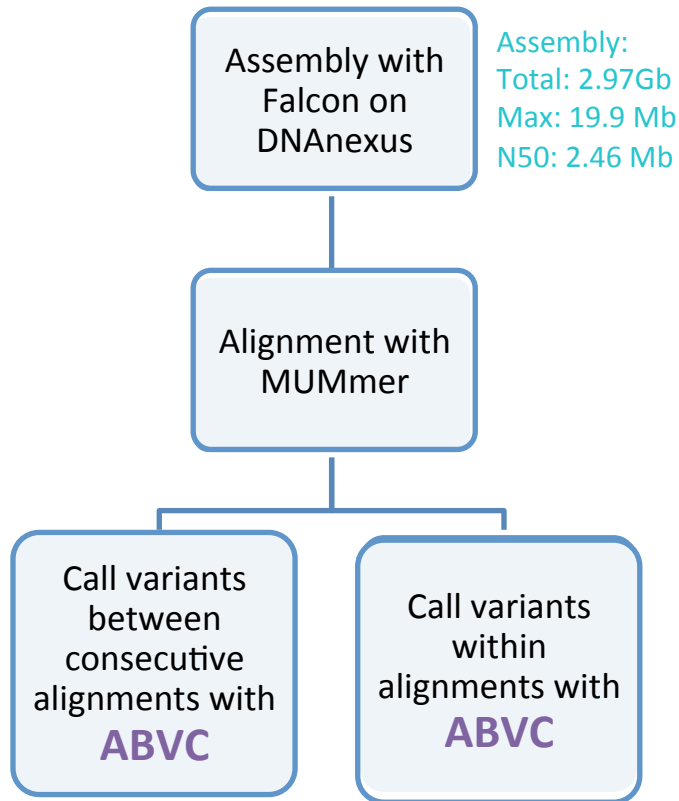 Assembly with
Falcon on
DNAnexus
Assembly:
Total: 2.97Gb
Max: 19.9 Mb
N50: 2.46 Mb
Alignment with
MUMmer
Call variants
between
consecutive
alignments with
ABVC
Call variants
within
alignments with
ABVC